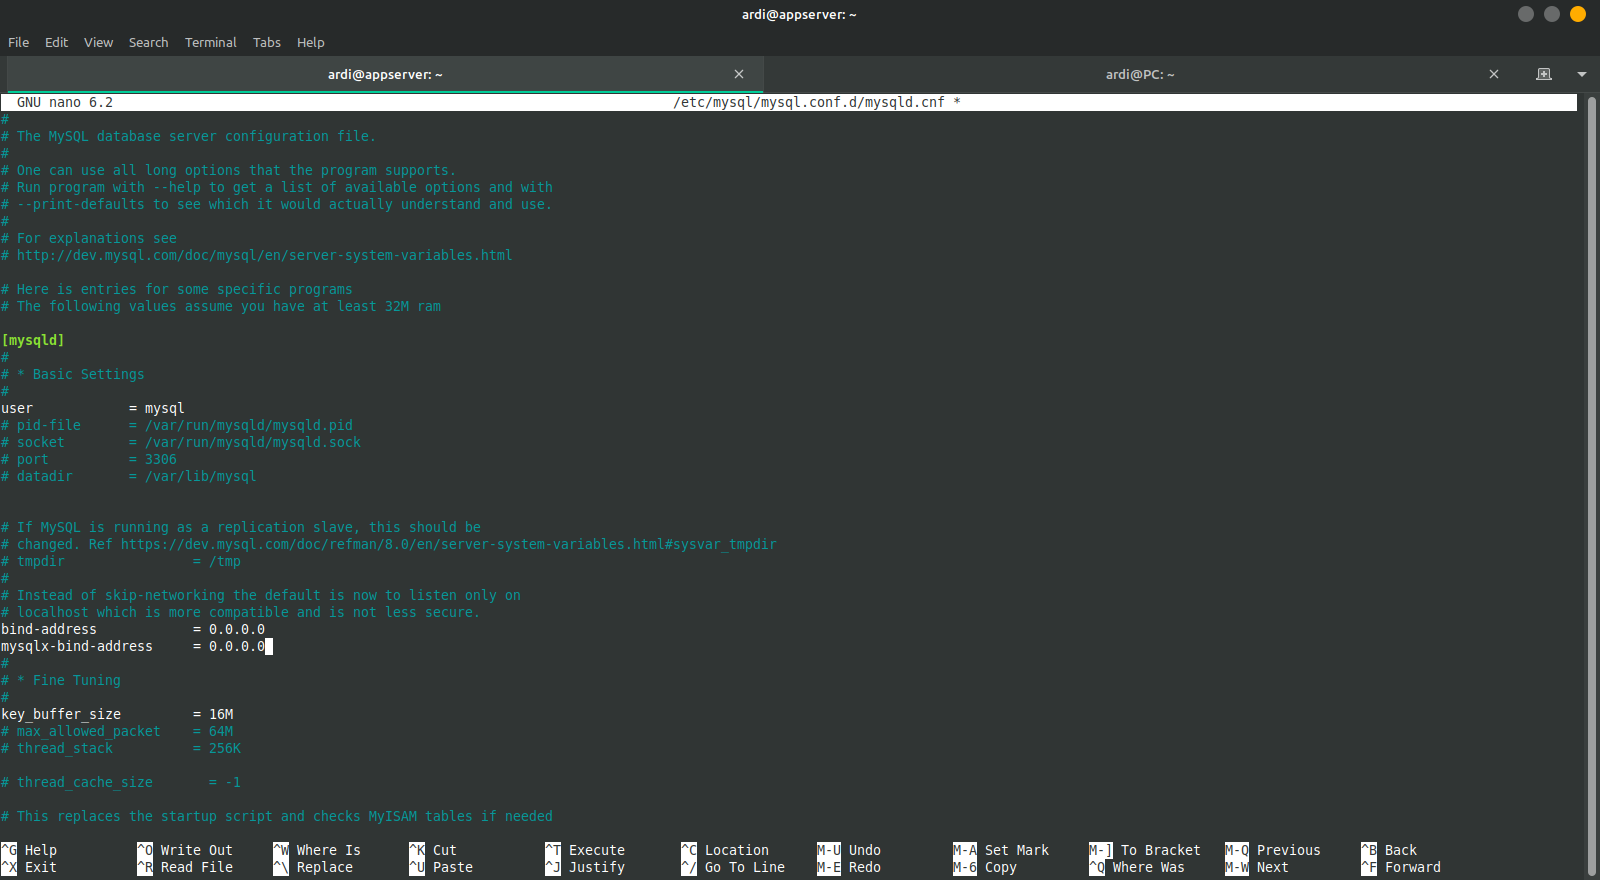 ardi@appserver: ~
File Edit View Search Terminal Tabs Help
ardi@appserver: ~ × ardi@PC: ~ ×
GNU nano 6.2 /etc/mysql/mysql.conf.d/mysqld.cnf *
#
# The MySQL database server configuration file.
#
# One can use all long options that the program supports.
# Run program with --help to get a list of available options and with
# --print-defaults to see which it would actually understand and use.
#
# For explanations see
# http://dev.mysql.com/doc/mysql/en/server-system-variables.html
# Here is entries for some specific programs
# The following values assume you have at least 32M ram
[mysqld]
#
# * Basic Settings
#
user = mysql
# pid-file = /var/run/mysqld/mysqld.pid
# socket = /var/run/mysqld/mysqld.sock
# port = 3306
# datadir = /var/lib/mysql
# If MySQL is running as a replication slave, this should be
# changed. Ref https://dev.mysql.com/doc/refman/8.0/en/server-system-variables.html#sysvar_tmpdir
# tmpdir = /tmp
#
# Instead of skip-networking the default is now to listen only on
# localhost which is more compatible and is not less secure.
bind-address = 0.0.0.0
mysqlx-bind-address = 0.0.0.0
#
# * Fine Tuning
#
key_buffer_size = 16M
# max_allowed_packet = 64M
# thread_stack = 256K
# thread_cache_size = -1
# This replaces the startup script and checks MyISAM tables if needed
^G Help ^O Write Out ^W Where Is ^K Cut ^T Execute ^C Location M-U Undo M-A Set Mark M-] To Bracket M-Q Previous ^B Back
^X Exit ^R Read File ^\ Replace ^U Paste ^J Justify ^/ Go To Line M-E Redo M-6 Copy ^Q Where Was M-W Next ^F Forward